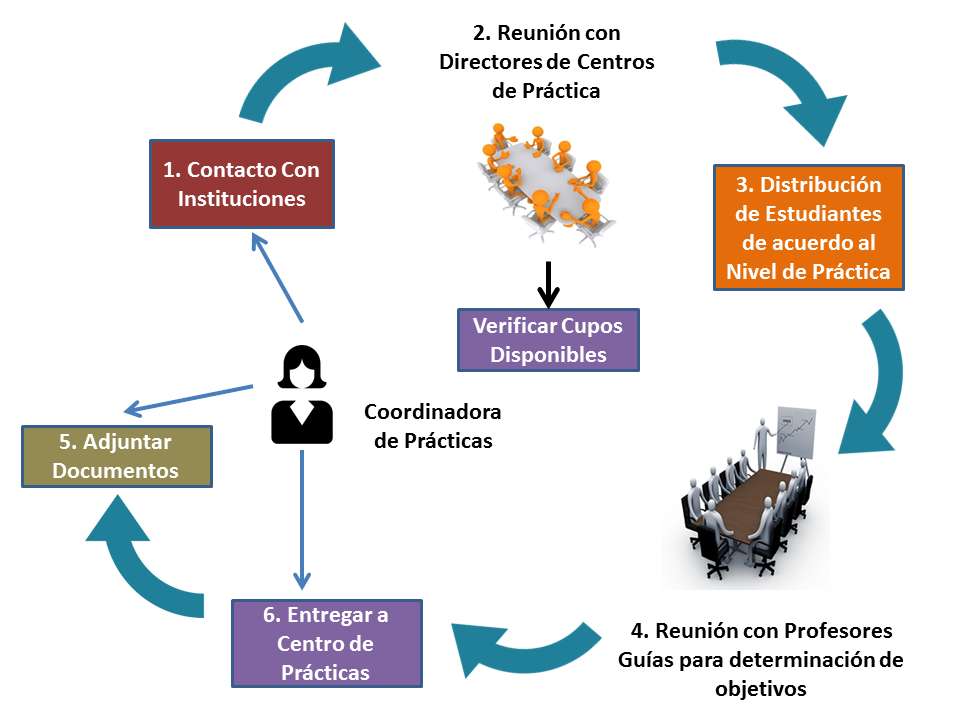 1. Contacto Con
Instituciones
2. Reunión con
Directores de Centros
de Práctica
Verificar Cupos
Disponibles
3. Distribución
de Estudiantes
de acuerdo al
Nivel de Práctica
4. Reunión con Profesores
Guías para determinación de
objetivos
Coordinadora
de Prácticas
5. Adjuntar
Documentos
6. Entregar a
Centro de
Prácticas